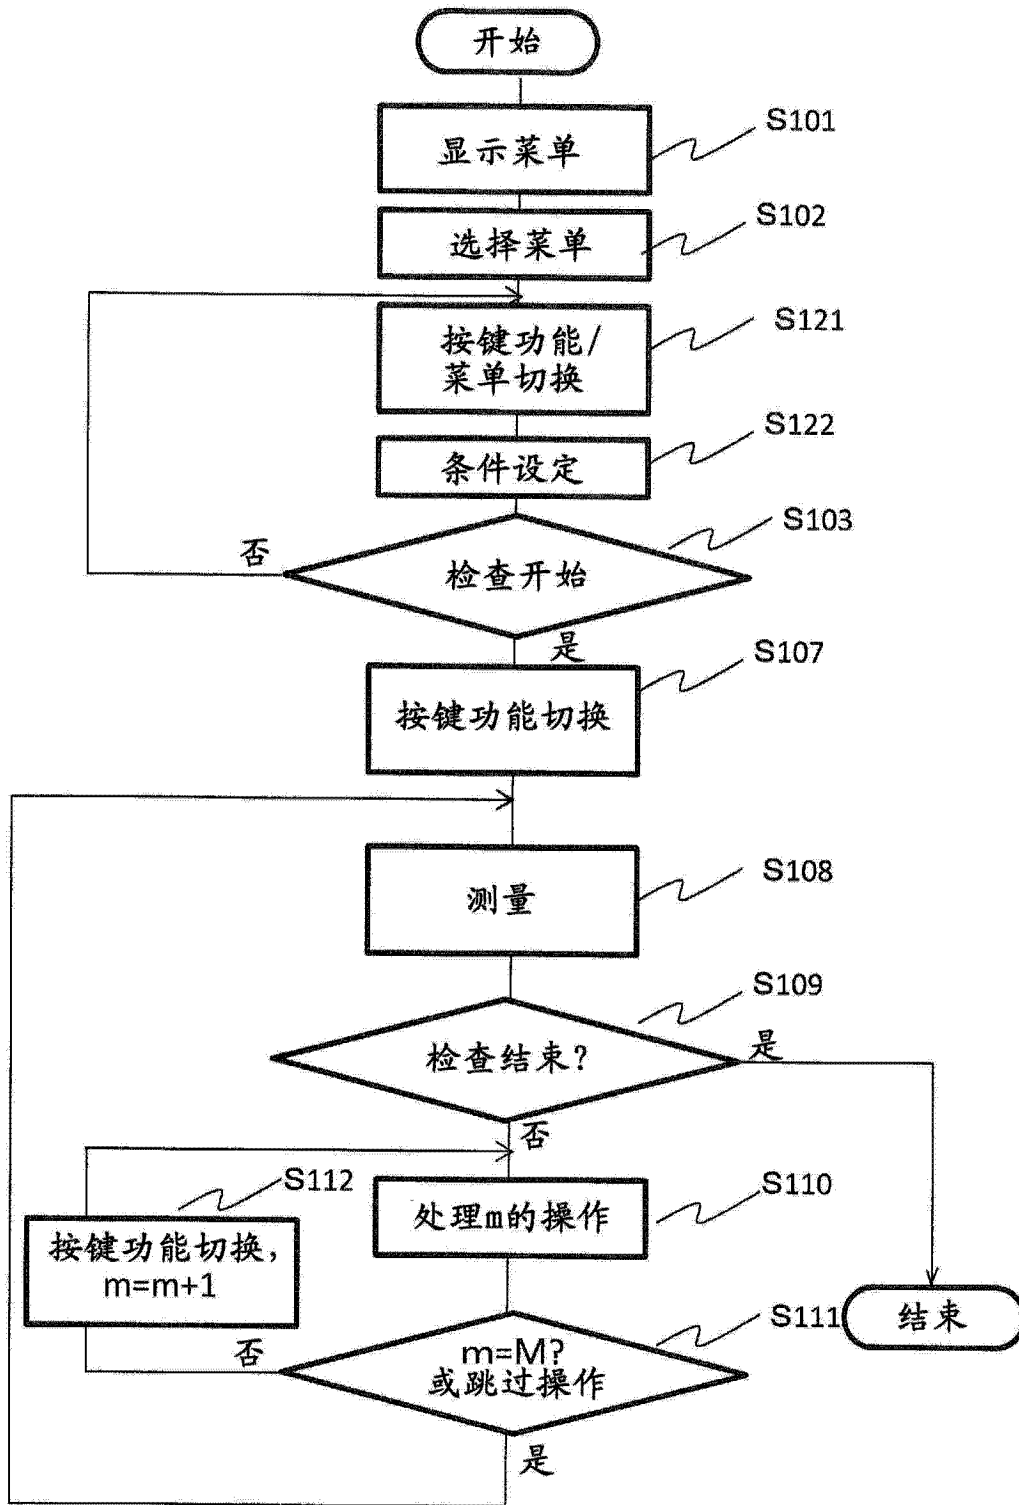 开始
显示菜单
S101
选择菜单
S102
按键功能/
菜单切换
S121
条件设定
S122
检查开始
S103
否
是
按键功能切换
S107
测量
S108
检查结束?
S109
是
否
处理m的操作
S110
按键功能切换,
m=m+1
S112
m=M?
或跳过操作
S111
否
是
结束